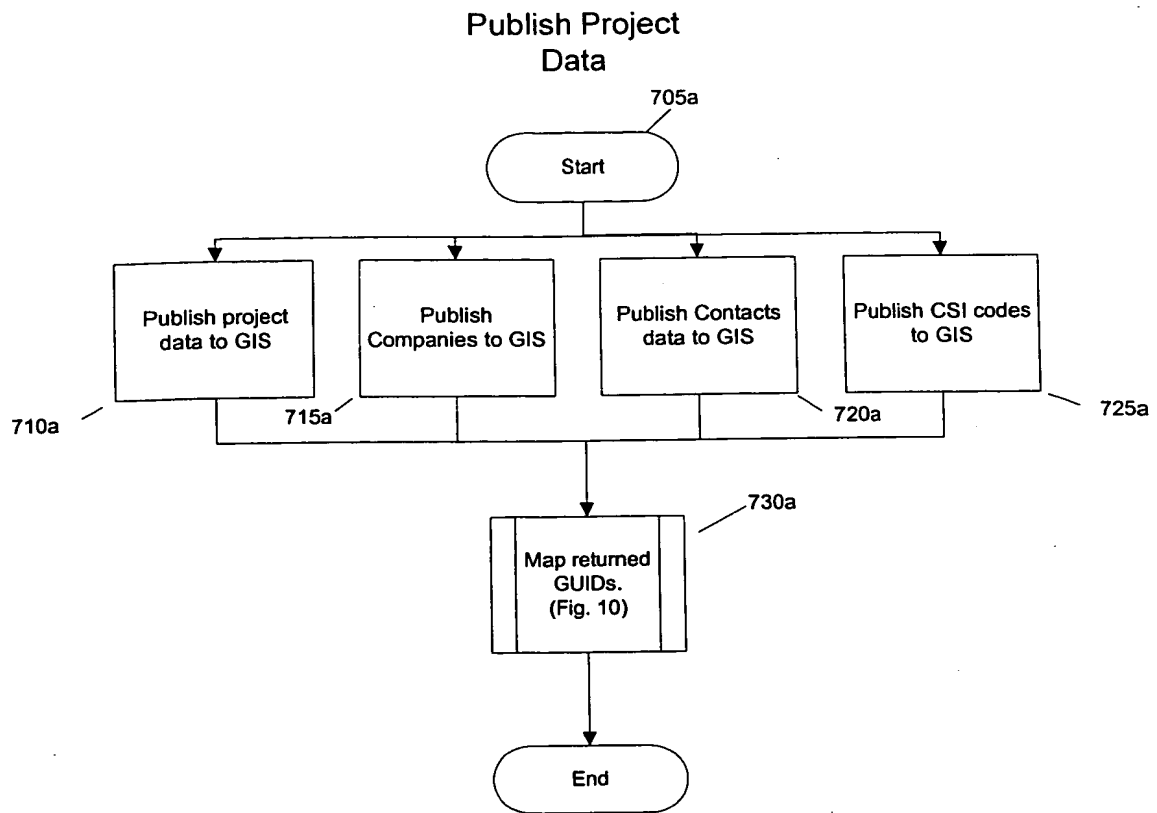 Publish Project
Data
705a
Start
Publish project
data to GIS
Publish
Companies to GIS
Publish Contacts
data to GIS
Publish CSI codes
to GIS
710a
715a
720a
725a
730a
Map returned
GUIDs.
(Fig. 10)
End